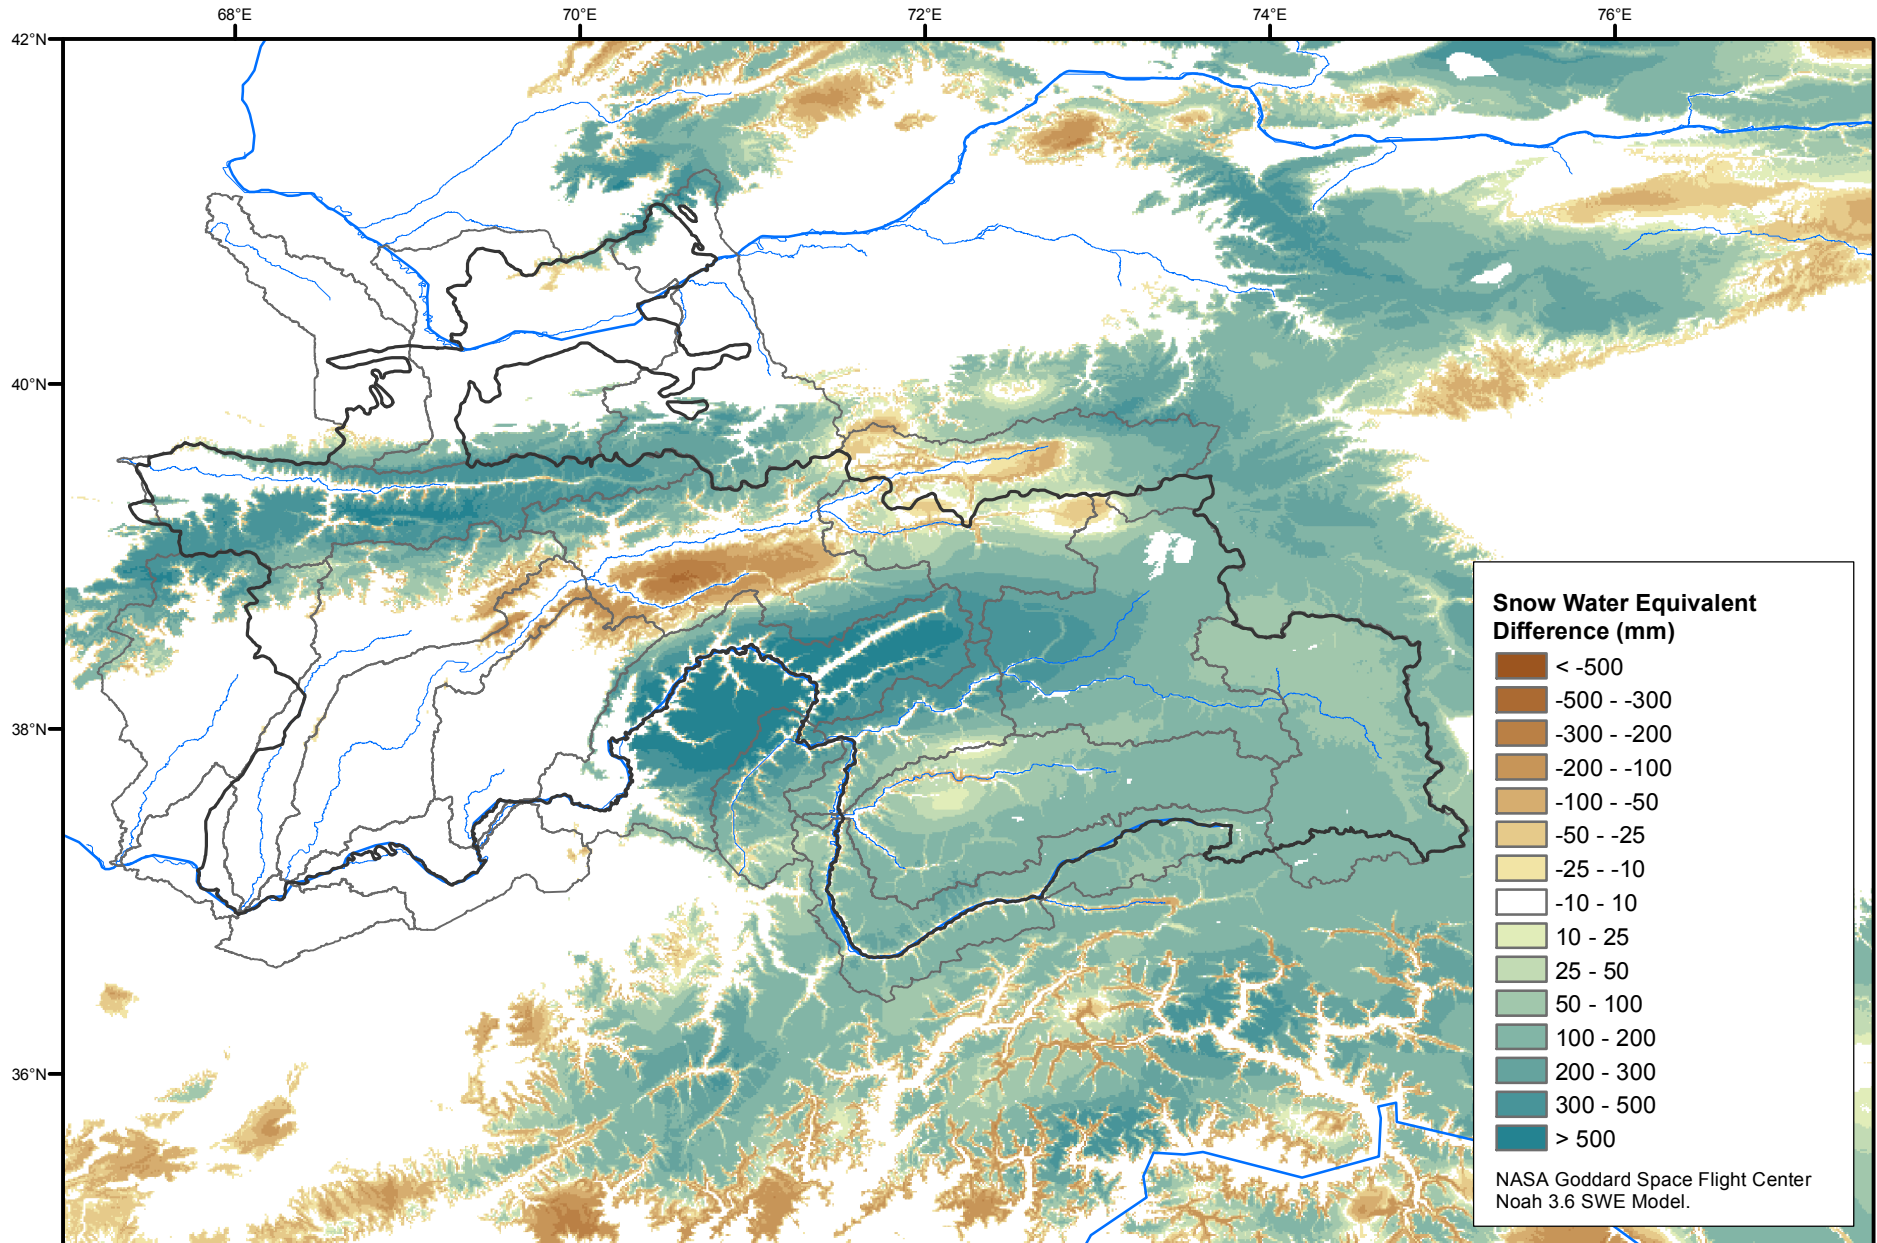 68°E 70°E 72°E 74°E 76°E
42°N
40°N
38°N
36°N
Snow Water Equivalent
Difference (mm)
< -500
-500 - -300
-300 - -200
-200 - -100
-100 - -50
-50 - -25
-25 - -10
-10 - 10
10 - 25
25 - 50
50 - 100
100 - 200
200 - 300
300 - 500
> 500
NASA Goddard Space Flight Center
Noah 3.6 SWE Model.